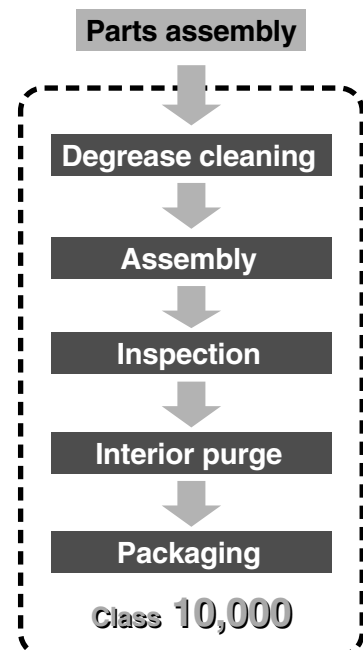 Parts assembly
Degrease cleaning
Assembly
Inspection
Interior purge
Packaging
Class 10,000